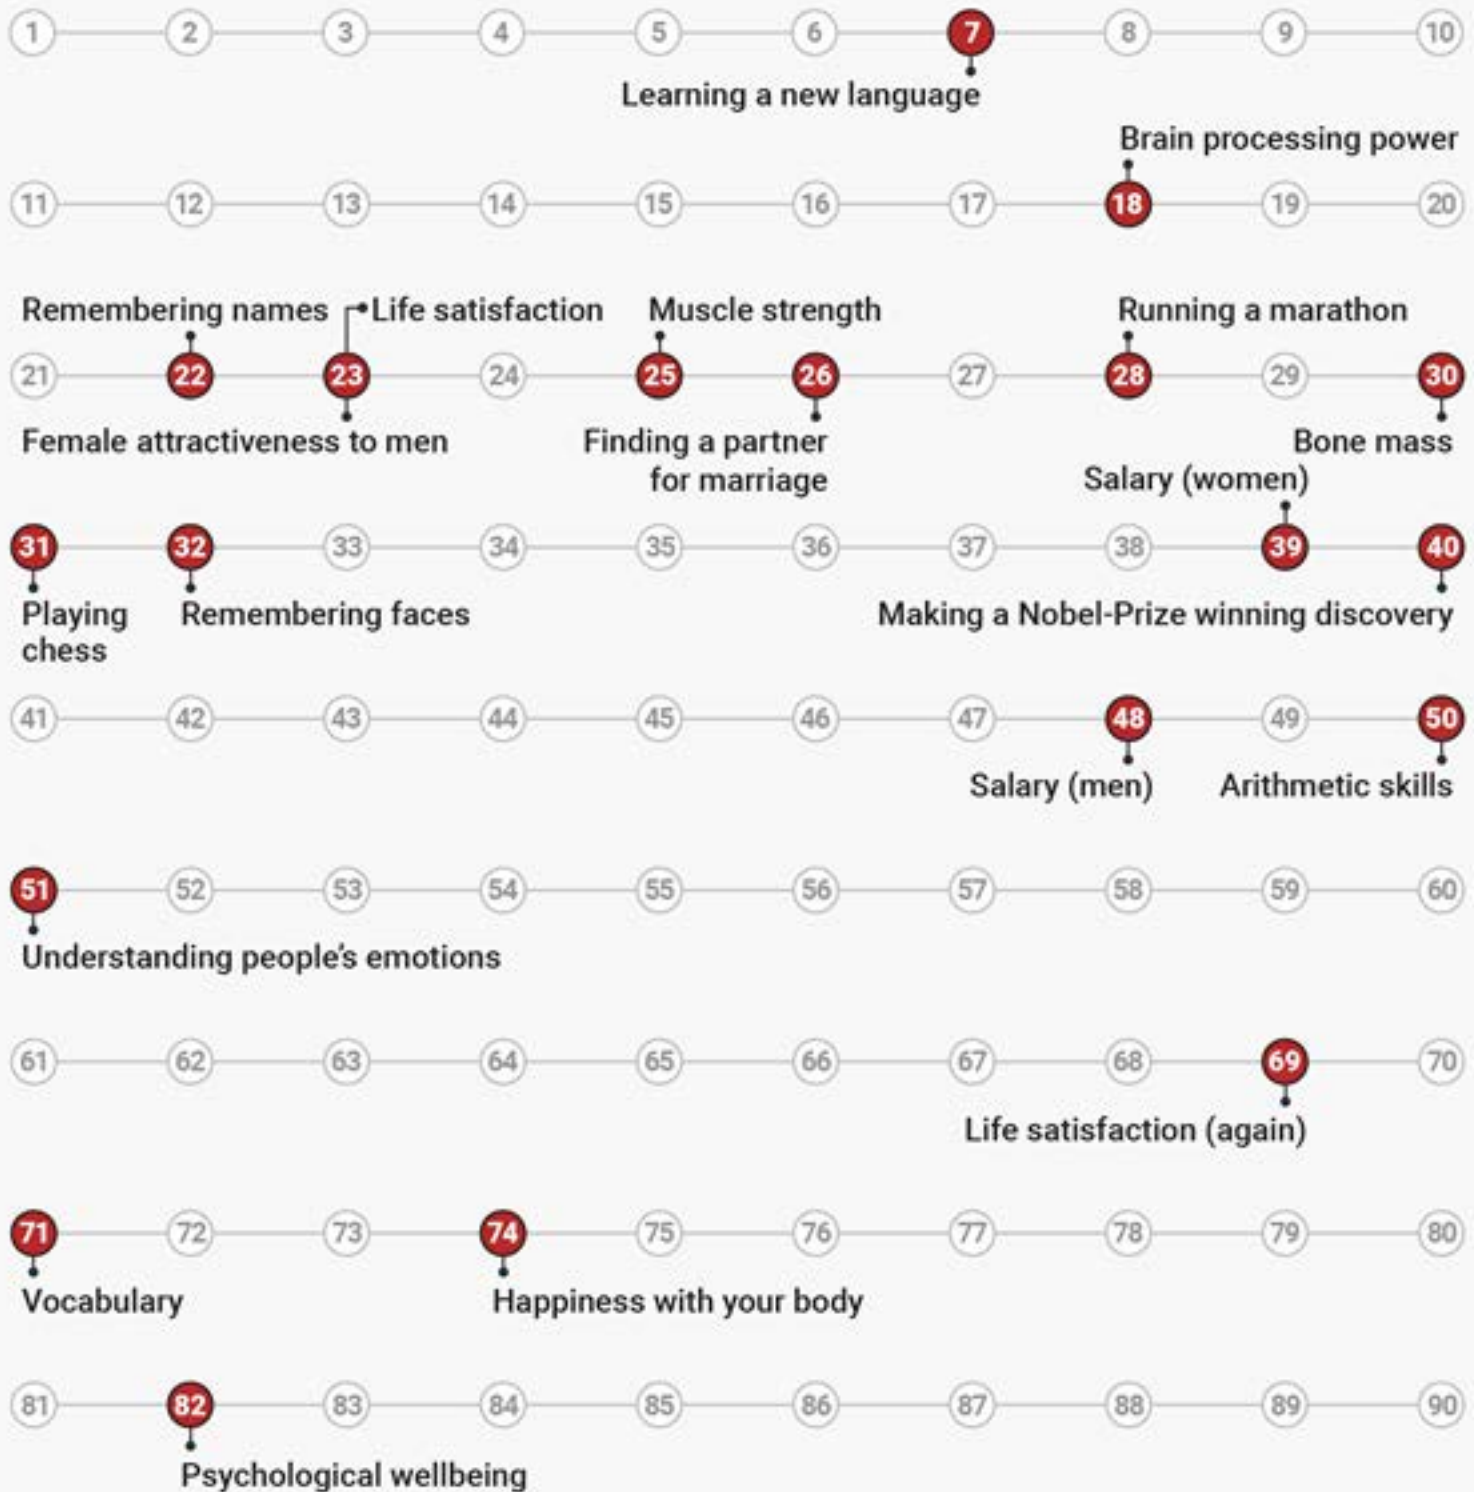 1 2 3 4 5 6 7 8 9 10
Learning a new language
Brain processing power
11 12 13 14 15 16 17 18 19 20
Remembering names Life satisfaction Muscle strength Running a marathon
21 22 23 24 25 26 27 28 29 30
Female attractiveness to men Finding a partner Bone mass
for marriage Salary (women)
31 32 33 34 35 36 37 38 39 40
Playing Remembering faces Making a Nobel-Prize winning discovery
chess
41 42 43 44 45 46 47 48 49 50
Salary (men) Arithmetic skills
51 52 53 54 55 56 57 58 59 60
Understanding people's emotions
61 62 63 64 65 66 67 68 69 70
Life satisfaction (again)
71 72 73 74 75 76 77 78 79 80
Vocabulary Happiness with your body
81 82 83 84 85 86 87 88 89 90
Psychological wellbeing